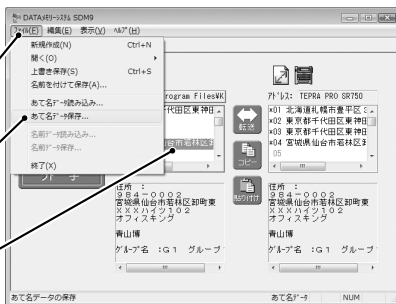 DATAメモリーシステム SDM9
ファイル(F) 編集(E) 表示(V) ヘルプ(H)
新規作成(N) Ctrl+N
開く(O)
上書き保存(S) Ctrl+S
名前を付けて保存(A)...
あて名データ読み込み...
あて名データ保存...
名前データ読み込み...
名前データ保存...
終了(X)
rogram Files¥K
千代田区東神田
仙台市若林区
転送
コピー
貼り付け
アドレス: TEPRA PRO SR750
*01 北海道札幌市豊平区
*02 東京都千代田区東神田
*03 東京都千代田区東神田
*04 宮城県仙台市若林区
05
住所 :
984-0002
宮城県仙台市若林区卸町東
XXXハイツ102
オフィスキング
青山博
グループ名 :G1 グループ
住所 :
984-0002
宮城県仙台市若林区卸町東
XXXハイツ102
オフィスキング
青山博
グループ名 :G1 グループ
あて名データの保存
あて名データ NUM